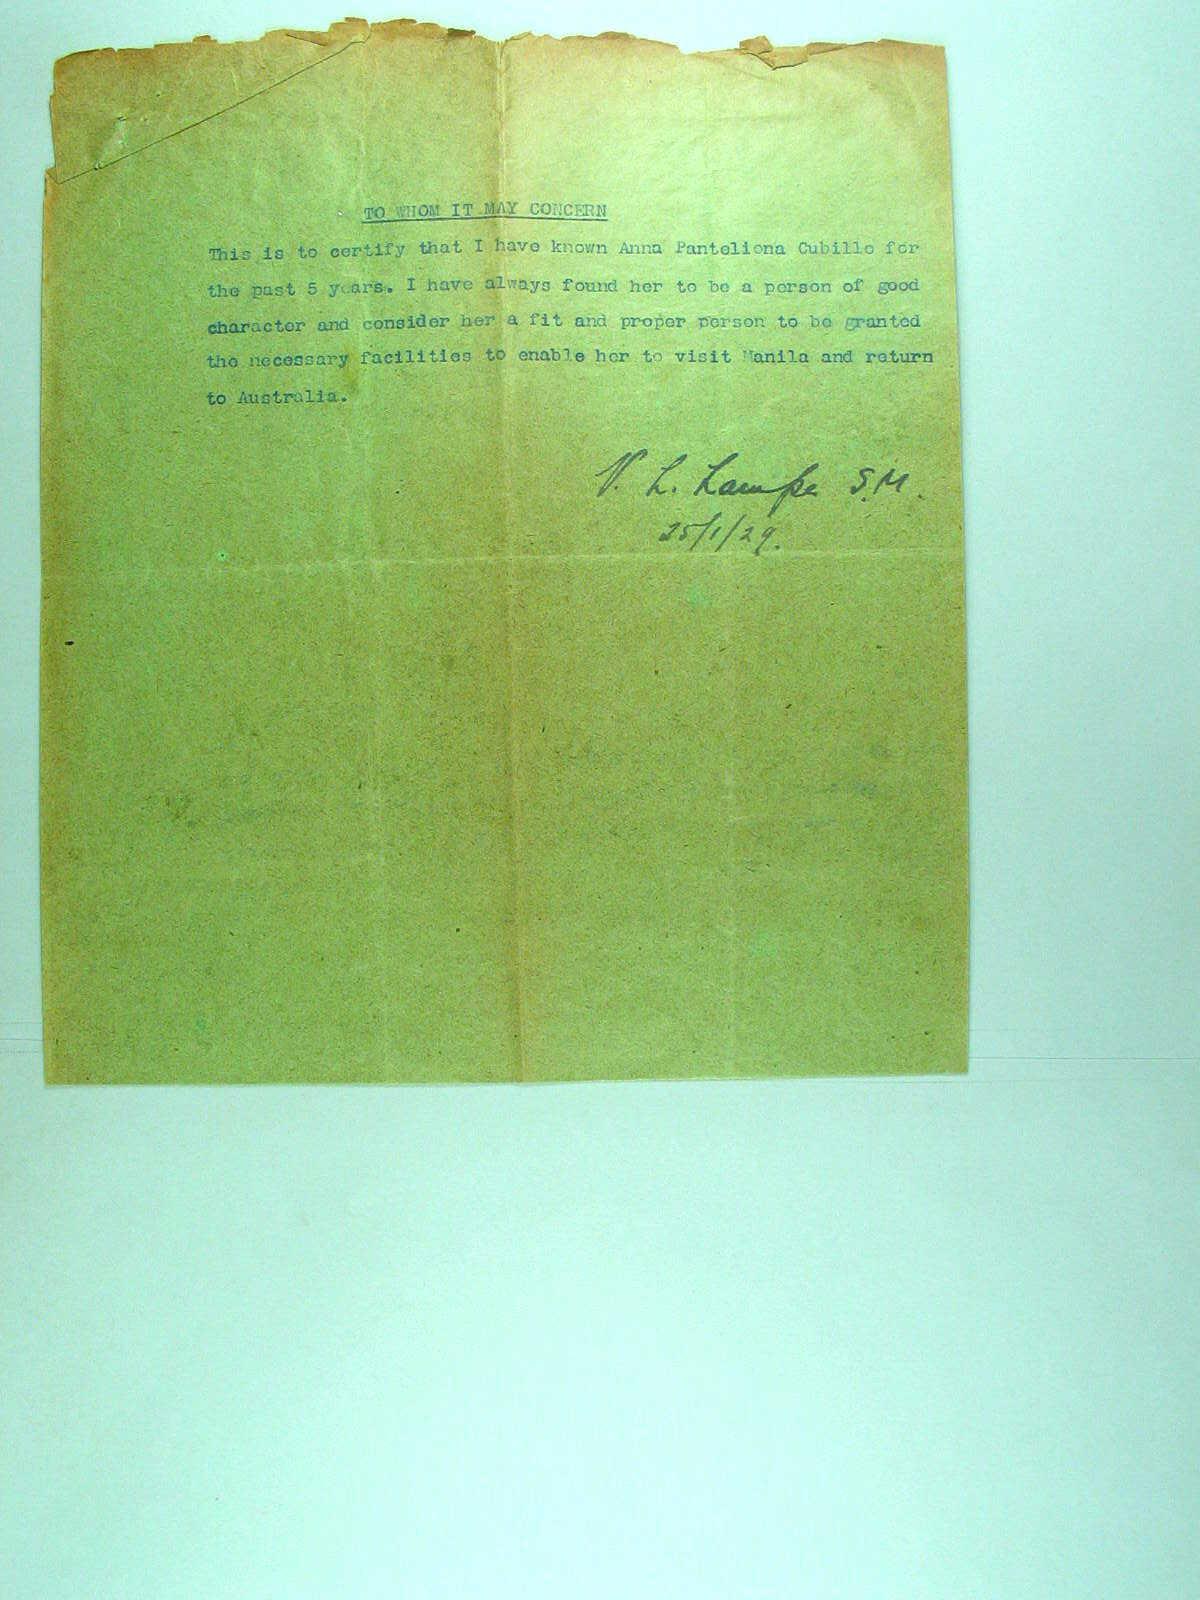 TO WHOM IT MAY CONCERN
This is to certify that I have known Anna Panteliona Cubillo for
the past 5 years. I have always found her to be a person of good
character and consider her a fit and proper person to be granted
the necessary facilities to enable her to visit Manila and return
to Australia.
V. L. Lampe S.M.
25/1/29.